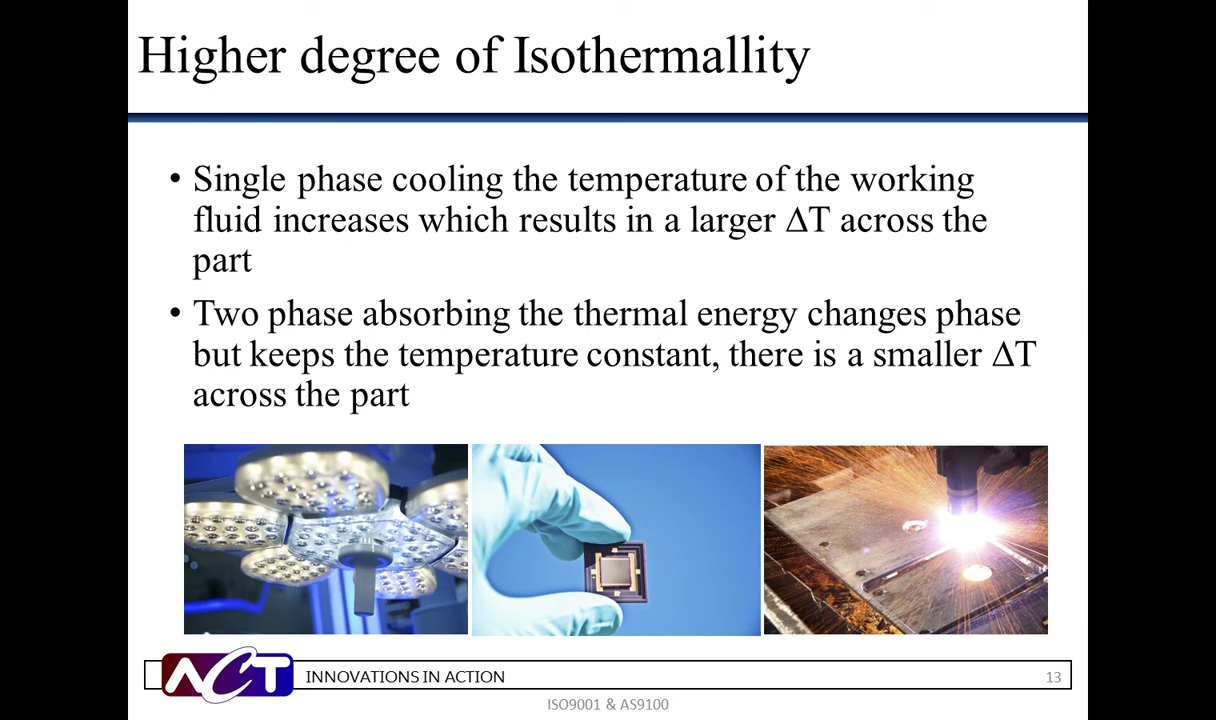 Higher degree of Isothermallity
• Single phase cooling the temperature of the working
fluid increases which results in a larger ΔT across the
part
• Two phase absorbing the thermal energy changes phase
but keeps the temperature constant, there is a smaller ΔT
across the part
ACT INNOVATIONS IN ACTION 13
ISO9001 & AS9100